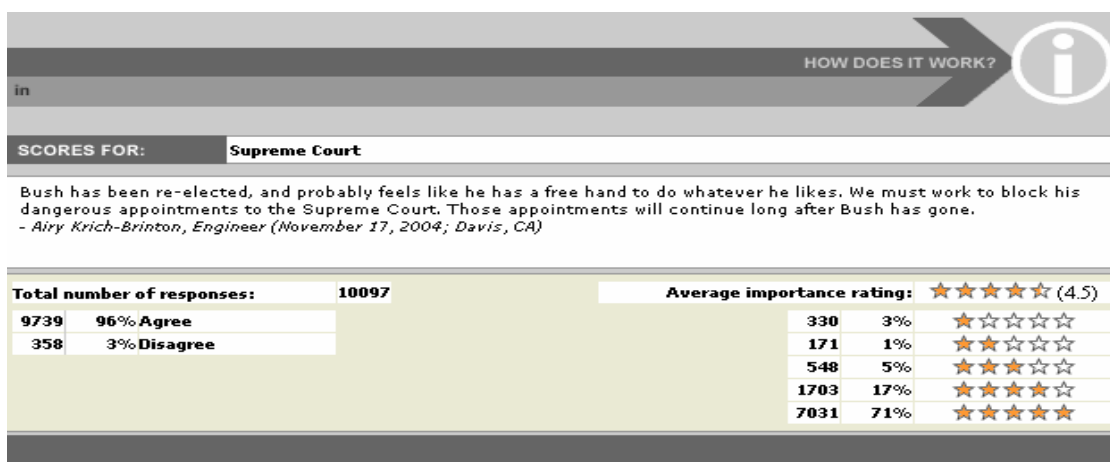 HOW DOES IT WORK?
in
SCORES FOR: Supreme Court
Bush has been re-elected, and probably feels like he has a free hand to do whatever he likes. We must work to block his
dangerous appointments to the Supreme Court. Those appointments will continue long after Bush has gone.
- Airy Krich-Brinton, Engineer (November 17, 2004; Davis, CA)
Total number of responses: 10097 Average importance rating: (4.5)
9739 96% Agree 330 3%
358 3% Disagree 171 1%
548 5%
1703 17%
7031 71%